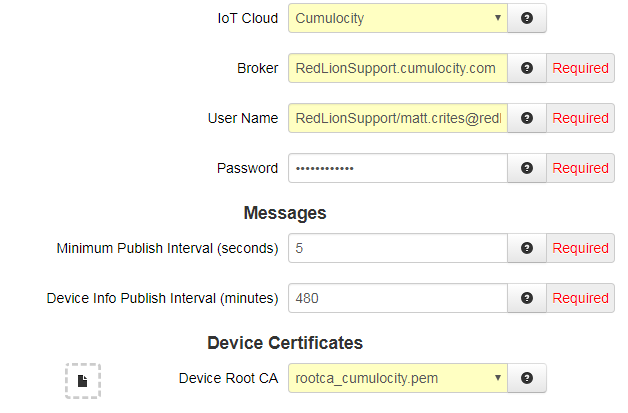 IoT Cloud Cumulocity
Broker RedLionSupport.cumulocity.com Required
User Name RedLionSupport/matt.crites@redl Required
Password •••••••••••• Required
Messages
Minimum Publish Interval (seconds) 5 Required
Device Info Publish Interval (minutes) 480 Required
Device Certificates
Device Root CA rootca_cumulocity.pem